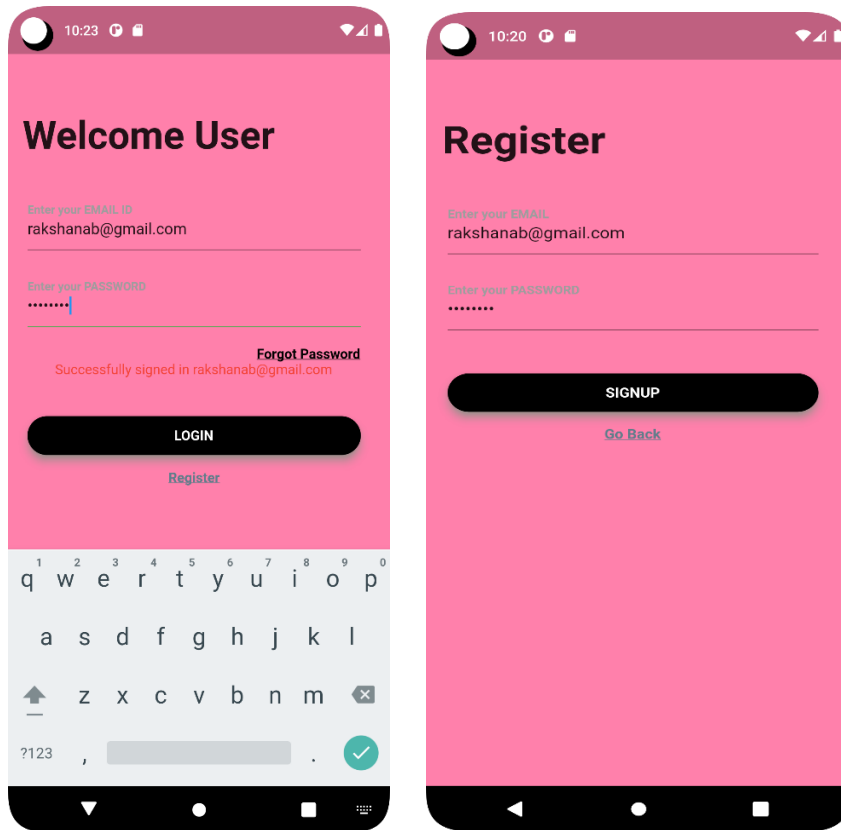 10:23
Welcome User
Enter your EMAIL ID
rakshanab@gmail.com
Enter your PASSWORD
••••••••
Forgot Password
Successfully signed in rakshanab@gmail.com
LOGIN
Register
1 2 3 4 5 6 7 8 9 0
q w e r t y u i o p
a s d f g h j k l
z x c v b n m
?123 , .
10:20
Register
Enter your EMAIL
rakshanab@gmail.com
Enter your PASSWORD
••••••••
SIGNUP
Go Back